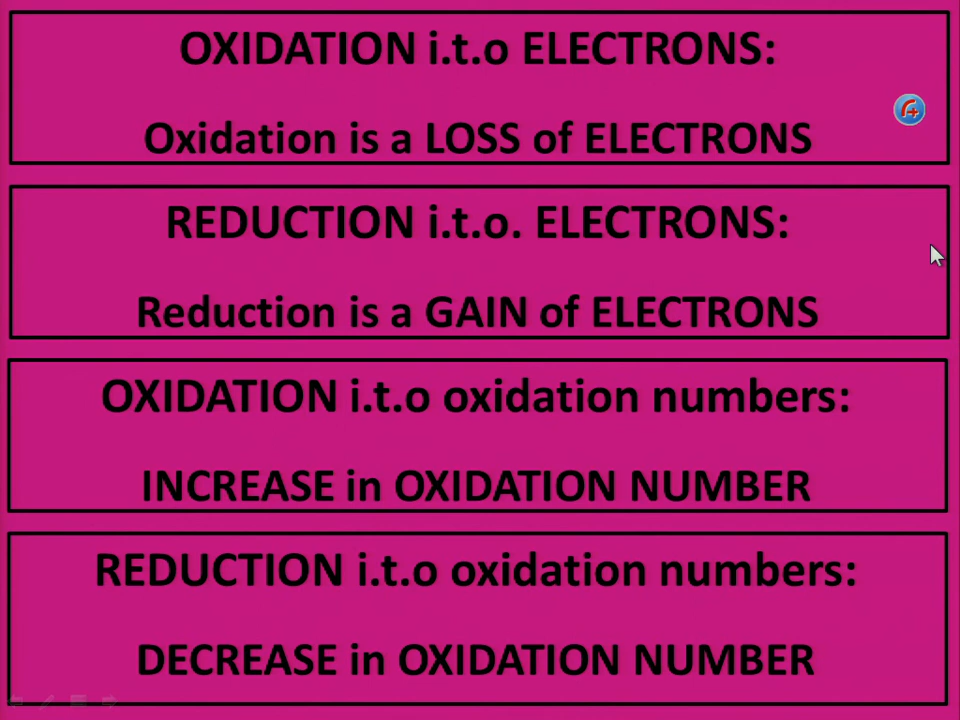 OXIDATION i.t.o ELECTRONS:
Oxidation is a LOSS of ELECTRONS
REDUCTION i.t.o. ELECTRONS:
Reduction is a GAIN of ELECTRONS
OXIDATION i.t.o oxidation numbers:
INCREASE in OXIDATION NUMBER
REDUCTION i.t.o oxidation numbers:
DECREASE in OXIDATION NUMBER